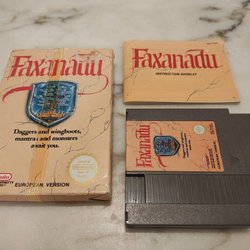 Faxanadu
Daggers and wingboots,
mantras and monsters
await you.
EUROPEAN VERSION
Faxanadu
INSTRUCTION BOOKLET
Faxanadu